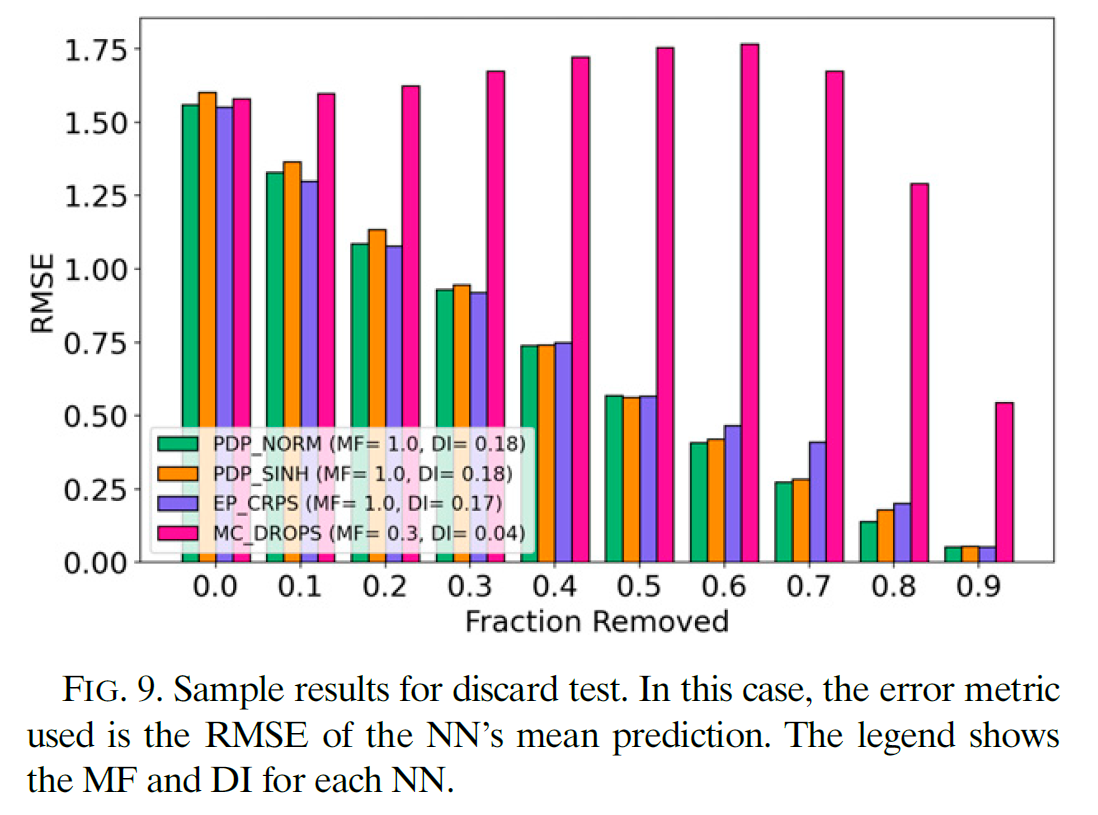 1.75
1.50
1.25
1.00
0.75
0.50
0.25
0.00
RMSE
PDP_NORM (MF= 1.0, DI= 0.18)
PDP_SINH (MF= 1.0, DI= 0.18)
EP_CRPS (MF= 1.0, DI= 0.17)
MC_DROPS (MF= 0.3, DI= 0.04)
0.0 0.1 0.2 0.3 0.4 0.5 0.6 0.7 0.8 0.9
Fraction Removed
FIG. 9. Sample results for discard test. In this case, the error metric
used is the RMSE of the NN’s mean prediction. The legend shows
the MF and DI for each NN.